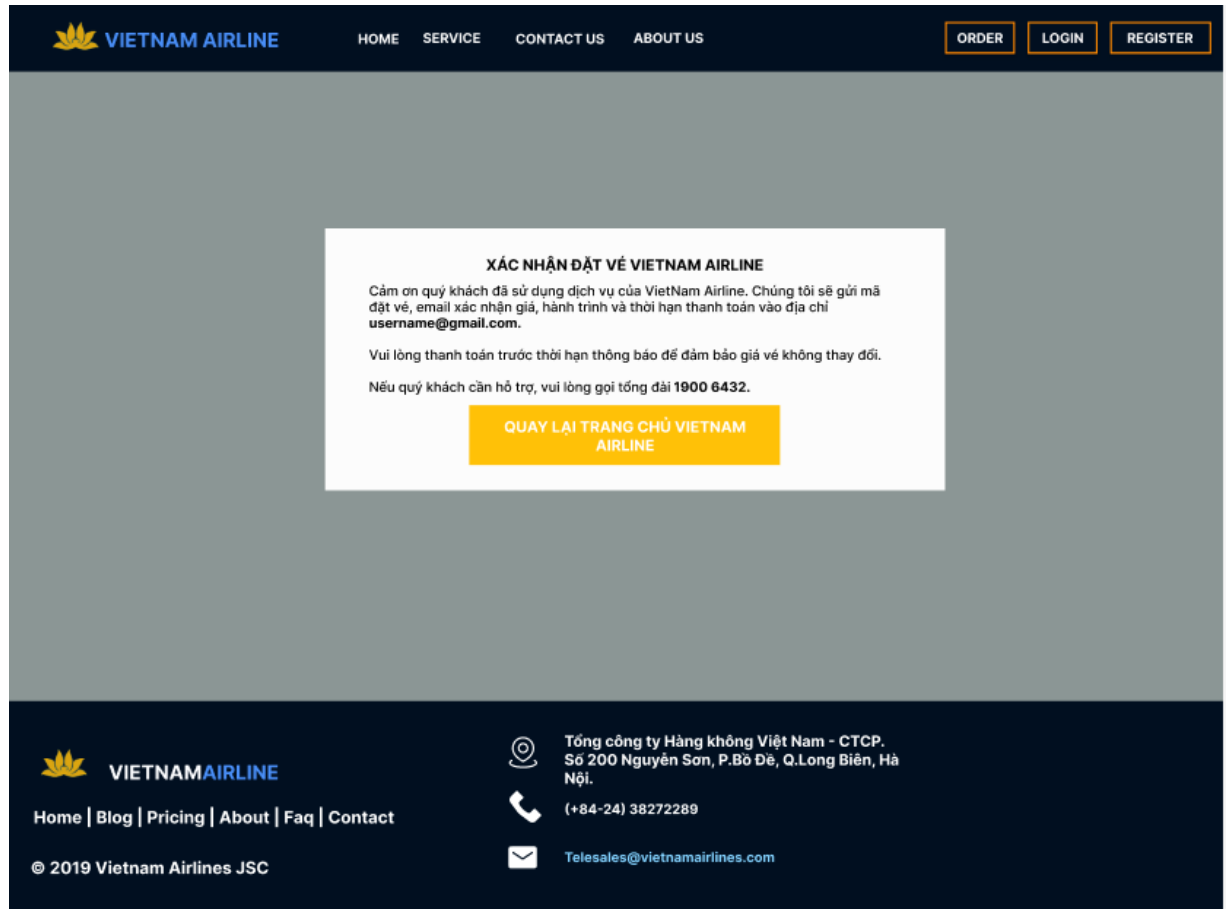 VIETNAM AIRLINE HOME SERVICE CONTACT US ABOUT US ORDER LOGIN REGISTER
XÁC NHẬN ĐẶT VÉ VIETNAM AIRLINE
Cảm ơn quý khách đã sử dụng dịch vụ của VietNam Airline. Chúng tôi sẽ gửi mã
đặt vé, email xác nhận giá, hành trình và thời hạn thanh toán vào địa chỉ
username@gmail.com.
Vui lòng thanh toán trước thời hạn thông báo để đảm bảo giá vé không thay đổi.
Nếu quý khách cần hỗ trợ, vui lòng gọi tổng đài 1900 6432.
QUAY LẠI TRANG CHỦ VIETNAM
AIRLINE
VIETNAMAIRLINE
Home | Blog | Pricing | About | Faq | Contact
© 2019 Vietnam Airlines JSC
Tổng công ty Hàng không Việt Nam - CTCP.
Số 200 Nguyễn Sơn, P.Bồ Đề, Q.Long Biên, Hà
Nội.
(+84-24) 38272289
Telesales@vietnamairlines.com